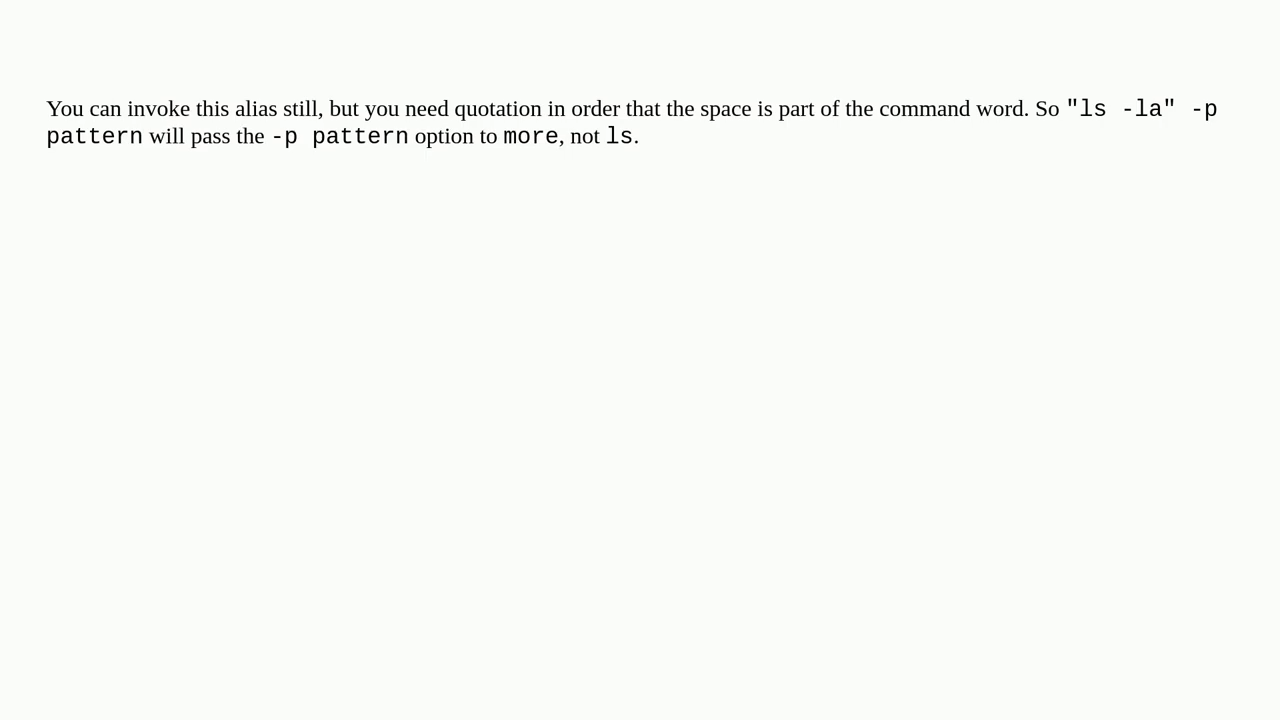 You can invoke this alias still, but you need quotation in order that the space is part of the command word. So "ls -la" -p
pattern will pass the -p pattern option to more, not ls.